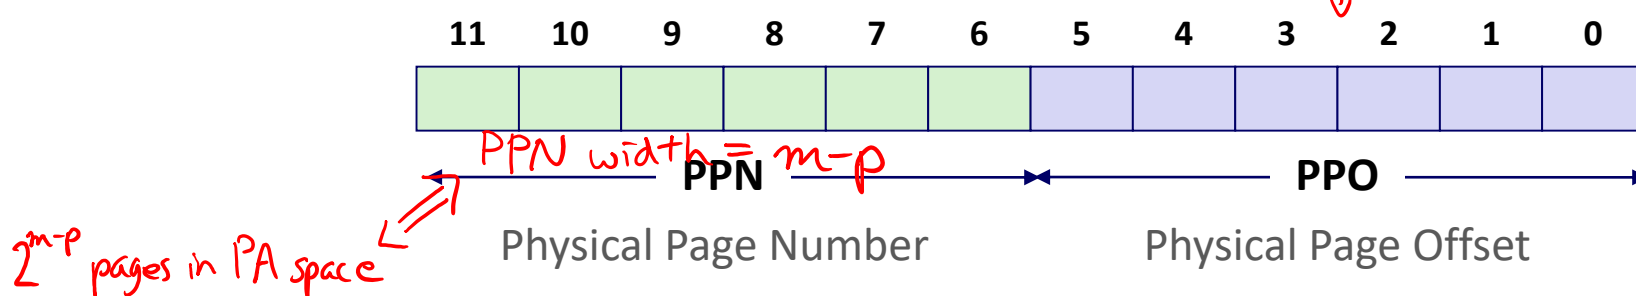 11 10 9 8 7 6 5 4 3 2 1 0
PPN width = m-p
PPN PPO
2^{m-p} pages in PA space
Physical Page Number Physical Page Offset